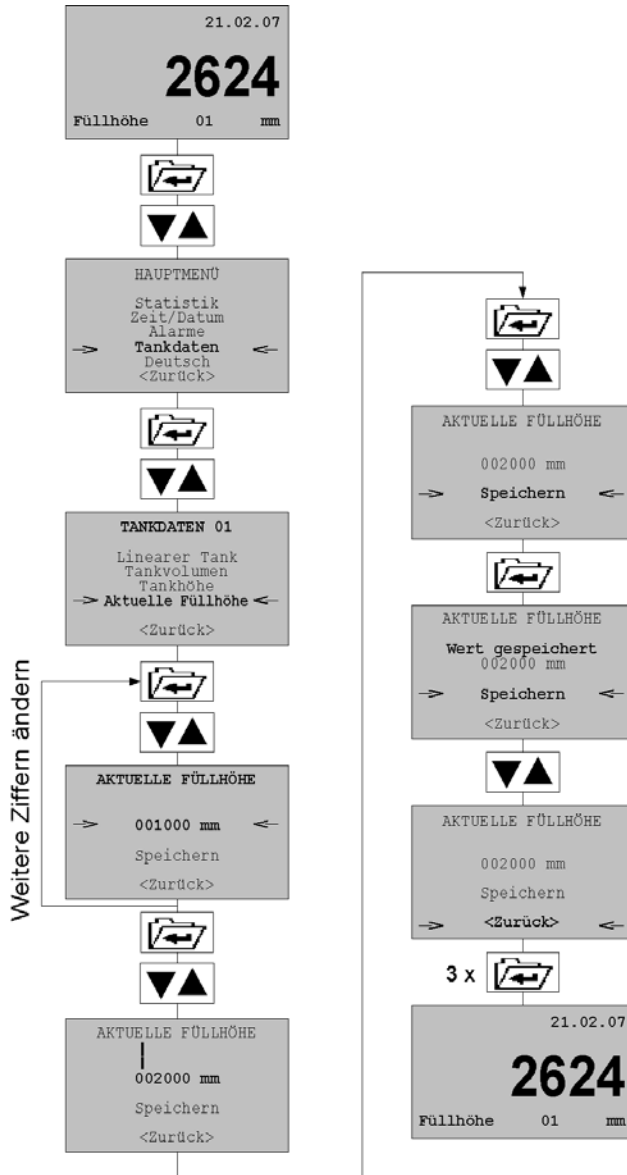 21.02.07
2624
Füllhöhe 01 mm
HAUPTMENÜ
Statistik
Zeit/Datum
Alarme
-> Tankdaten <-
Deutsch
<Zurück>
TANKDATEN 01
Linearer Tank
Tankvolumen
Tankhöhe
-> Aktuelle Füllhöhe <-
<Zurück>
Weitere Ziffern ändern
AKTUELLE FÜLLHÖHE
-> 001000 mm <-
Speichern
<Zurück>
AKTUELLE FÜLLHÖHE
002000 mm
Speichern
<Zurück>
AKTUELLE FÜLLHÖHE
002000 mm
-> Speichern <-
<Zurück>
AKTUELLE FÜLLHÖHE
Wert gespeichert
002000 mm
-> Speichern <-
<Zurück>
AKTUELLE FÜLLHÖHE
002000 mm
Speichern
-> <Zurück> <-
3 x
21.02.07
2624
Füllhöhe 01 mm